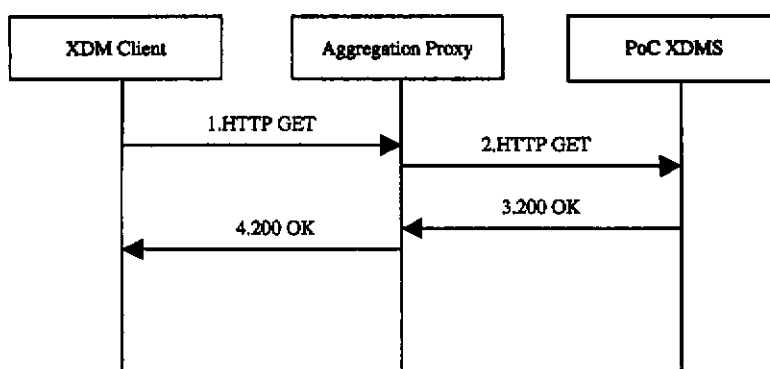 XDM Client
Aggregation Proxy
PoC XDMS
1.HTTP GET
2.HTTP GET
3.200 OK
4.200 OK